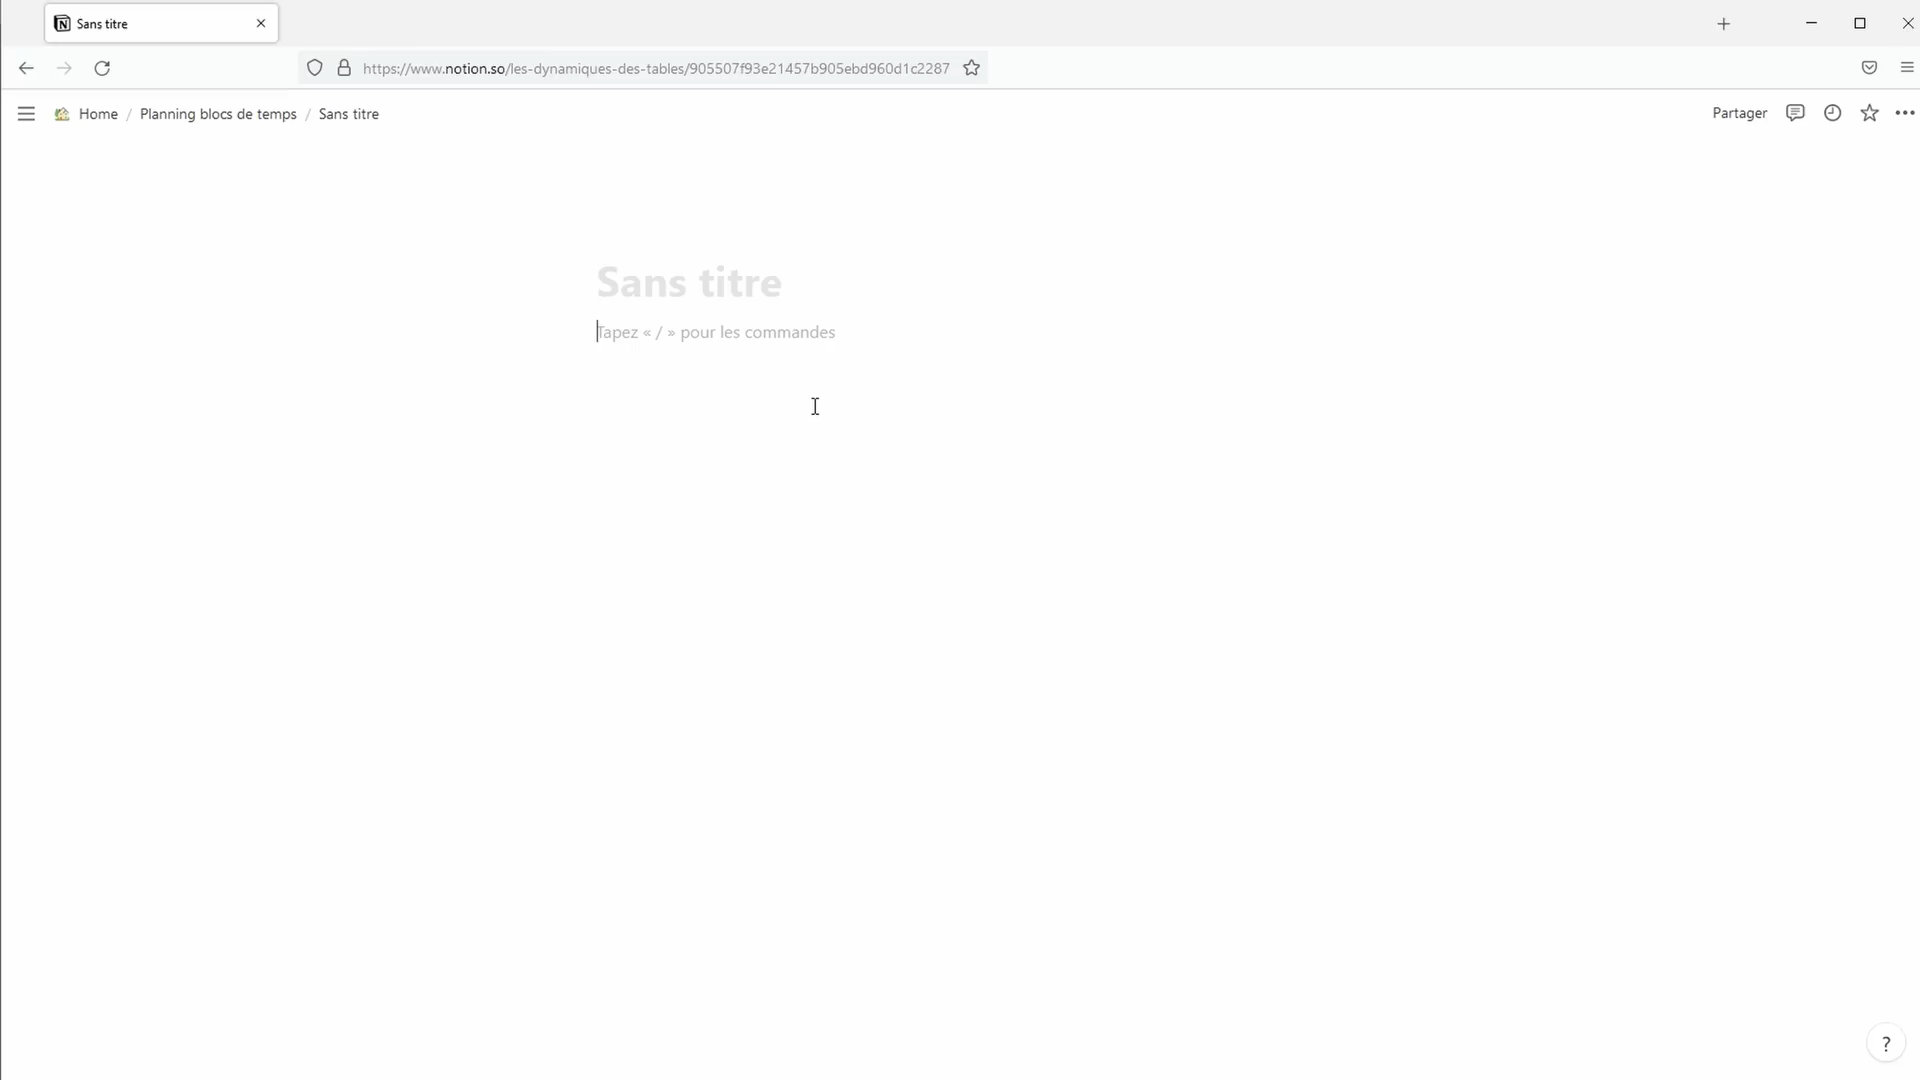 Sans titre
https://www.notion.so/les-dynamiques-des-tables/905507f93e21457b905ebd960d1c2287
Home / Planning blocs de temps / Sans titre
Partager
Sans titre
Tapez « / » pour les commandes
?